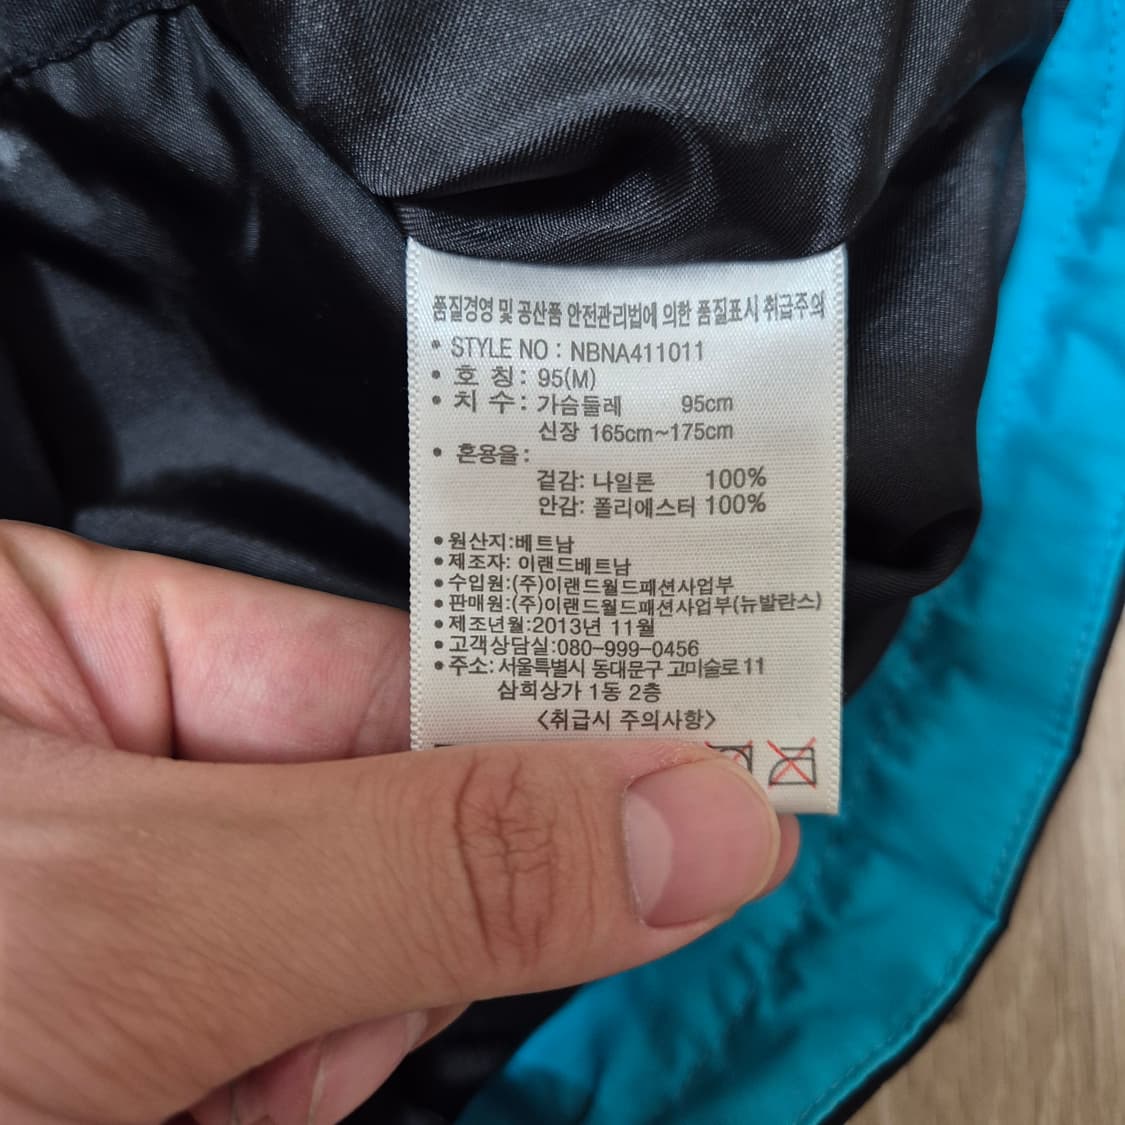 품질경영 및 공산품 안전관리법에 의한 품질표시 취급주의
• STYLE NO : NBNA411011
• 호 칭: 95(M)
• 치 수: 가슴둘레 95cm
신장 165cm~175cm
• 혼용율:
겉감: 나일론 100%
안감: 폴리에스터 100%
• 원산지:베트남
• 제조자: 이랜드베트남
• 수입원:(주)이랜드월드패션사업부
• 판매원:(주)이랜드월드패션사업부(뉴발란스)
• 제조년월:2013년 11월
• 고객상담실:080-999-0456
• 주소: 서울특별시 동대문구 고미술로 11
삼희상가 1동 2층
<취급시 주의사항>